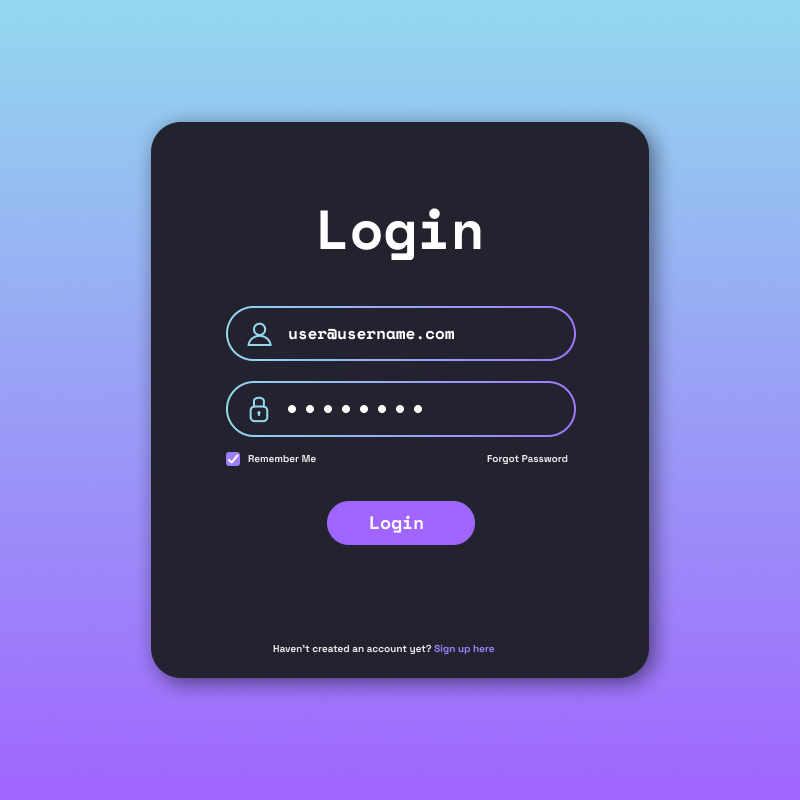 Login
user@username.com
Remember Me
Forgot Password
Login
Haven't created an account yet? Sign up here